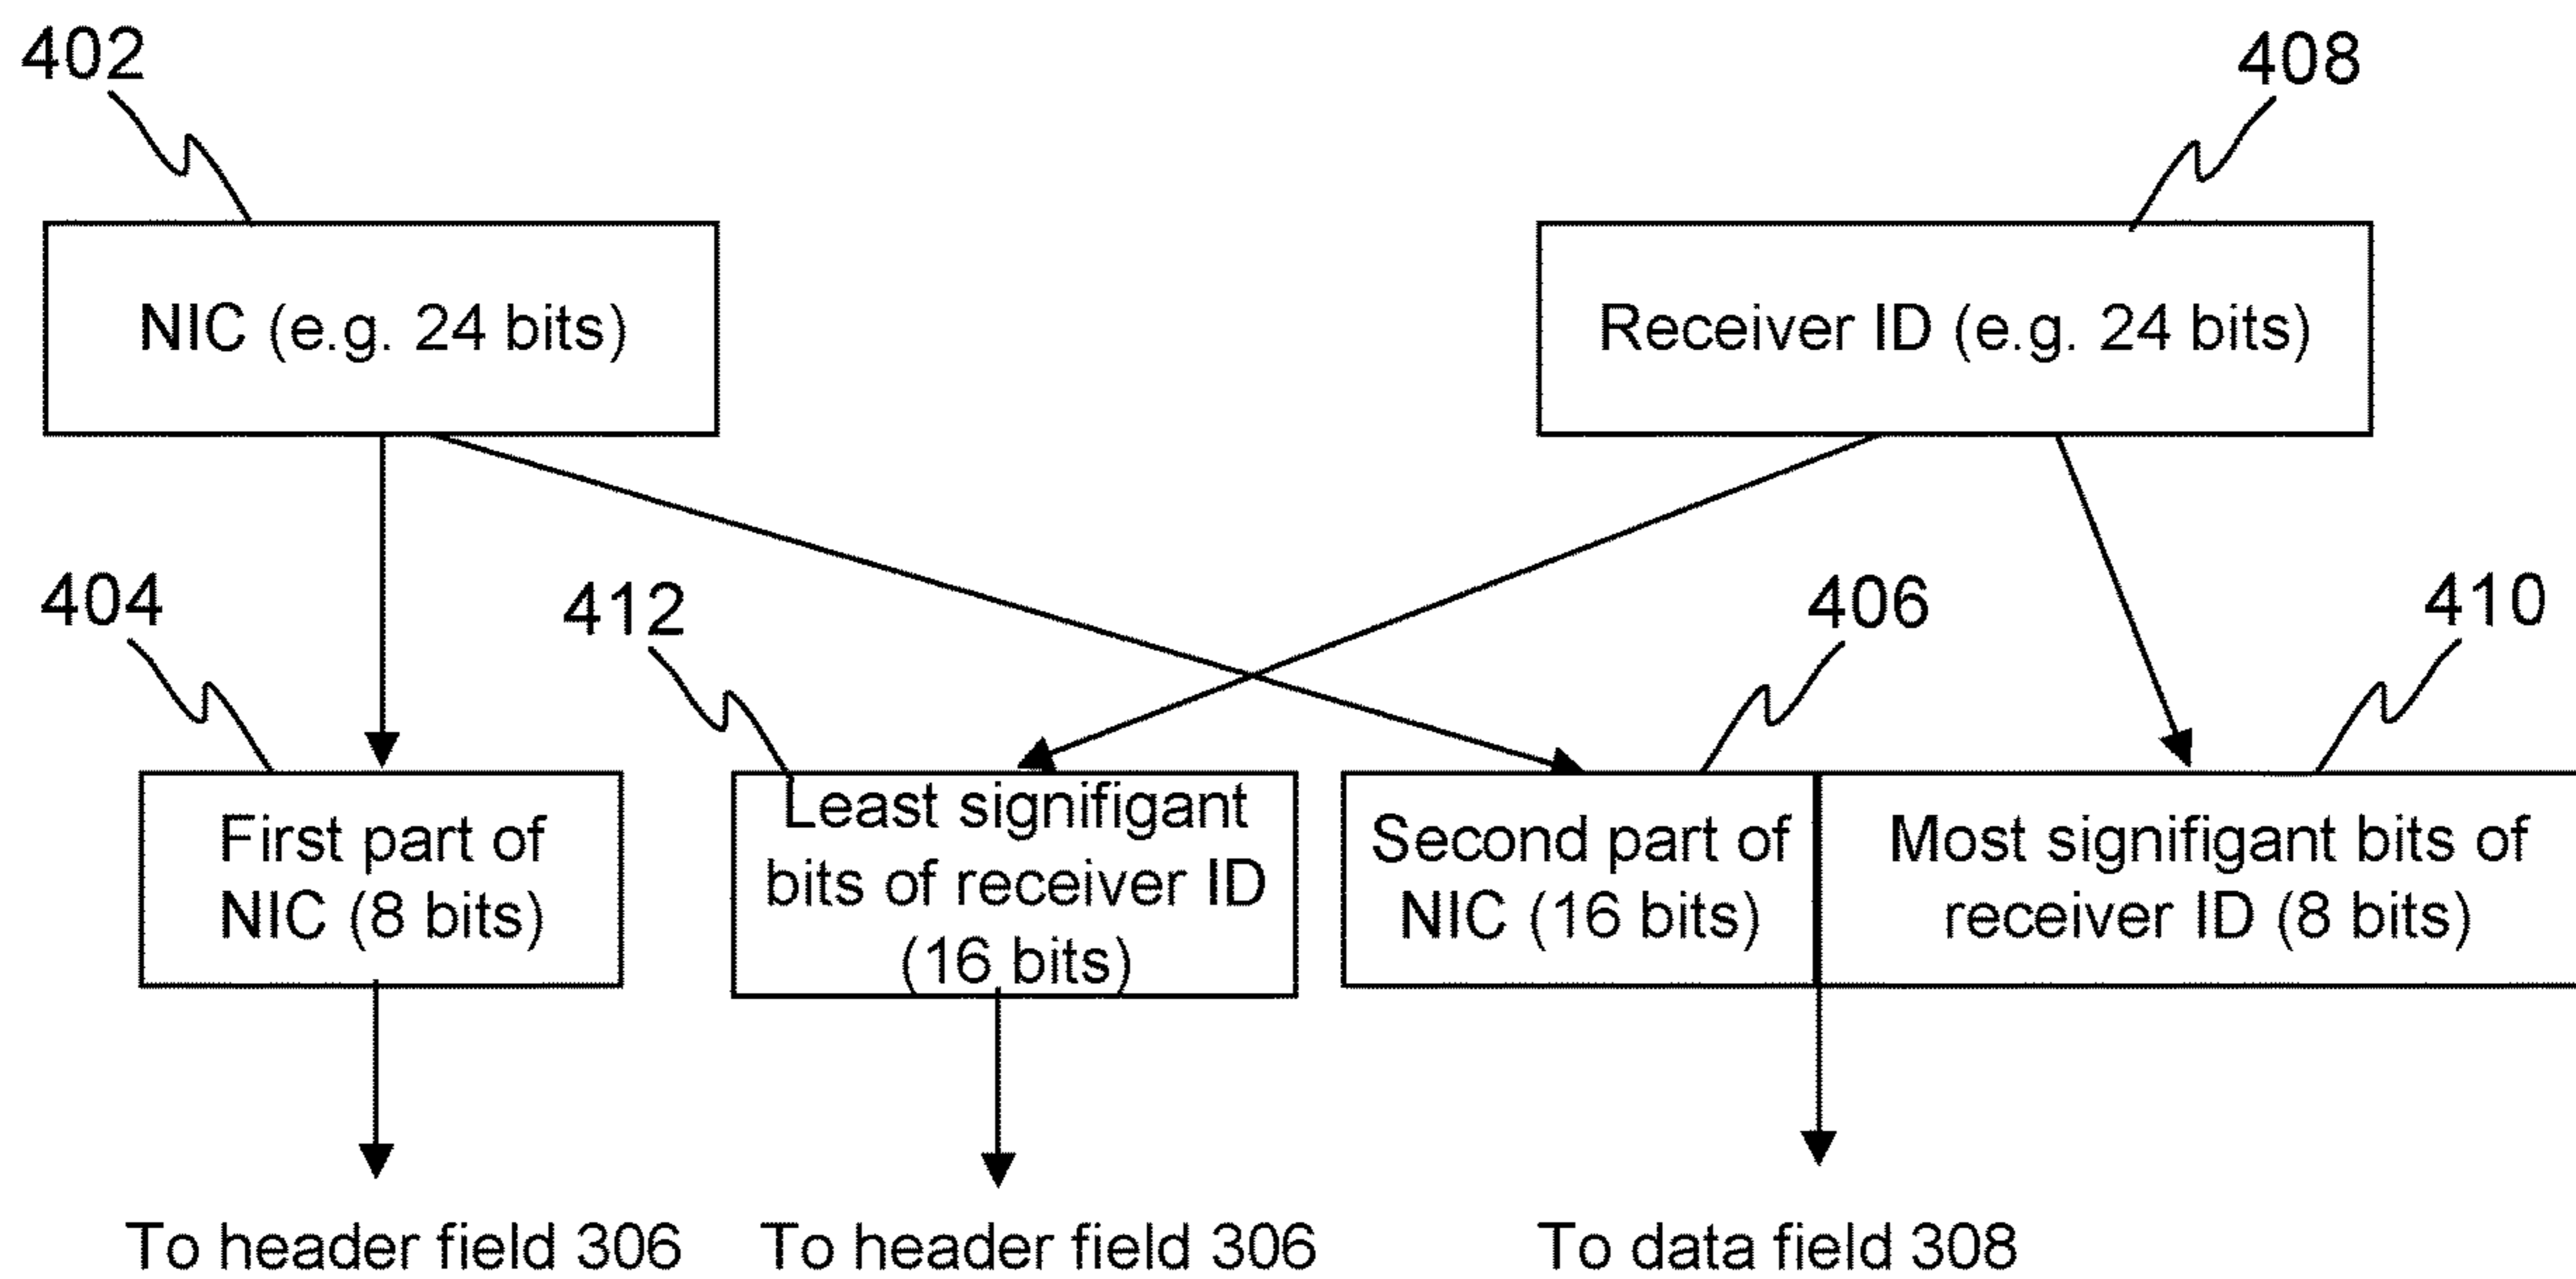 402
408
NIC (e.g. 24 bits)
Receiver ID (e.g. 24 bits)
404
412
406
410
First part of
NIC (8 bits)
Least signifigant
bits of receiver ID
(16 bits)
Second part of
NIC (16 bits)
Most signifigant bits of
receiver ID (8 bits)
To header field 306
To header field 306
To data field 308